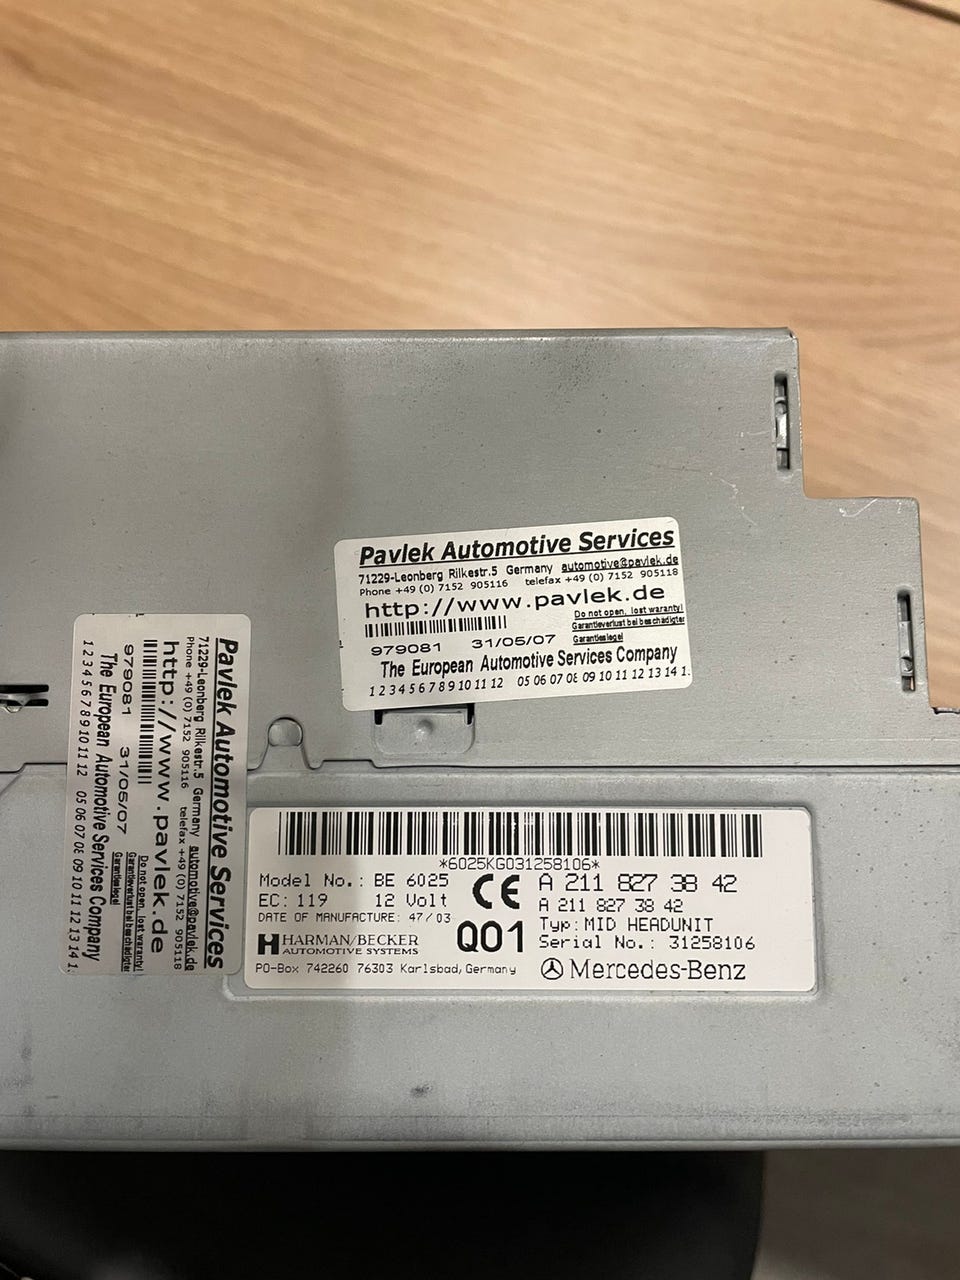 Pavlek Automotive Services
71229-Leonberg Rilkestr.5 Germany automotive@pavlek.de
Phone +49 (0) 7152 905116 telefax +49 (0) 7152 905118
http://www.pavlek.de
Do not open, lost waranty!
Garantieverlust bei beschädigter
Garantiesiegel
979081 31/05/07
The European Automotive Services Company
1 2 3 4 5 6 7 8 9 10 11 12 05 06 07 08 09 10 11 12 13 14 1
Pavlek Automotive Services
71229-Leonberg Rilkestr.5 Germany automotive@pavlek.de
Phone +49 (0) 7152 905116 telefax +49 (0) 7152 905118
http://www.pavlek.de
Do not open, lost waranty!
Garantieverlust bei beschädigter
Garantiesiegel
979081 31/05/07
The European Automotive Services Company
1 2 3 4 5 6 7 8 9 10 11 12 05 06 07 08 09 10 11 12 13 14 1
*6025KG031258106*
Model No.: BE 6025 CE A 211 827 38 42
EC: 119 12 Volt A 211 827 38 42
DATE OF MANUFACTURE: 47/03 Typ: MID HEADUNIT
HARMAN/BECKER Q01 Serial No.: 31258106
AUTOMOTIVE SYSTEMS
PO-Box 742260 76303 Karlsbad, Germany Mercedes-Benz